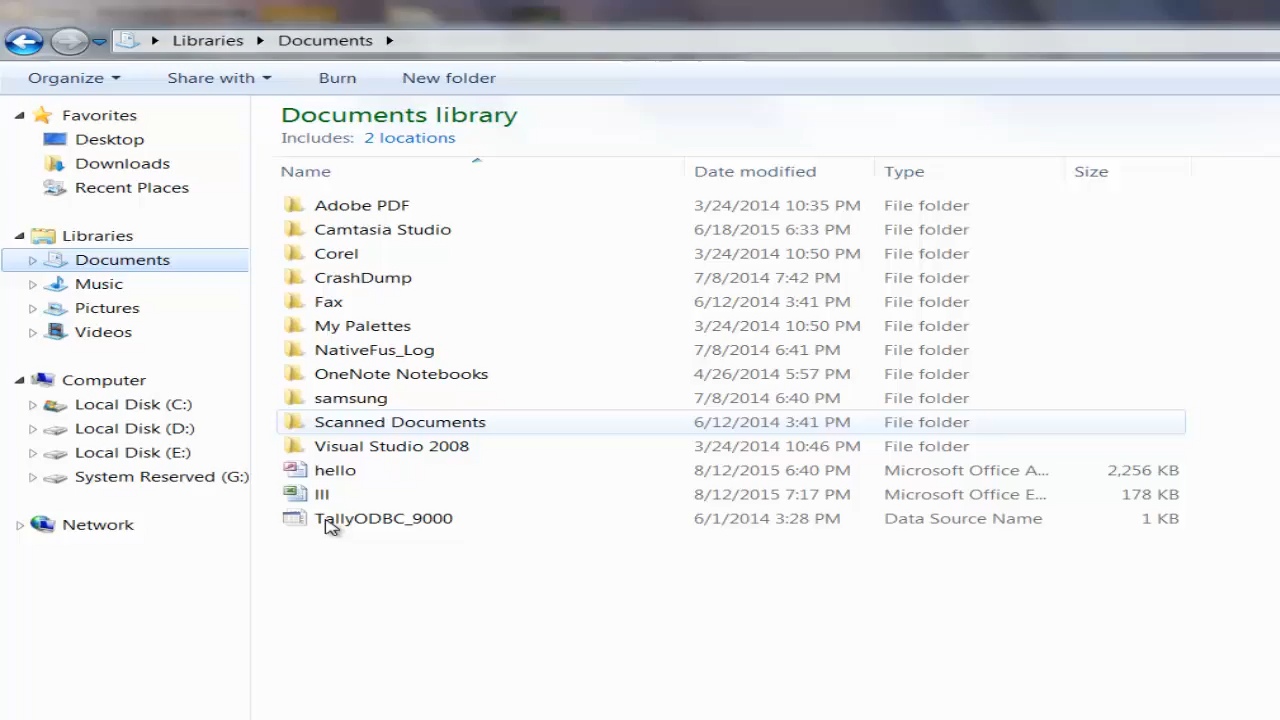 Libraries Documents
Organize Share with Burn New folder
Favorites
Desktop
Downloads
Recent Places
Libraries
Documents
Music
Pictures
Videos
Computer
Local Disk (C:)
Local Disk (D:)
Local Disk (E:)
System Reserved (G:)
Network
Documents library
Includes: 2 locations
Name Date modified Type Size
Adobe PDF 3/24/2014 10:35 PM File folder
Camtasia Studio 6/18/2015 6:33 PM File folder
Corel 3/24/2014 10:50 PM File folder
CrashDump 7/8/2014 7:42 PM File folder
Fax 6/12/2014 3:41 PM File folder
My Palettes 3/24/2014 10:50 PM File folder
NativeFus_Log 7/8/2014 6:41 PM File folder
OneNote Notebooks 4/26/2014 5:57 PM File folder
samsung 7/8/2014 6:40 PM File folder
Scanned Documents 6/12/2014 3:41 PM File folder
Visual Studio 2008 3/24/2014 10:46 PM File folder
hello 8/12/2015 6:40 PM Microsoft Office A... 2,256 KB
III 8/12/2015 7:17 PM Microsoft Office E... 178 KB
TallyODBC_9000 6/1/2014 3:28 PM Data Source Name 1 KB